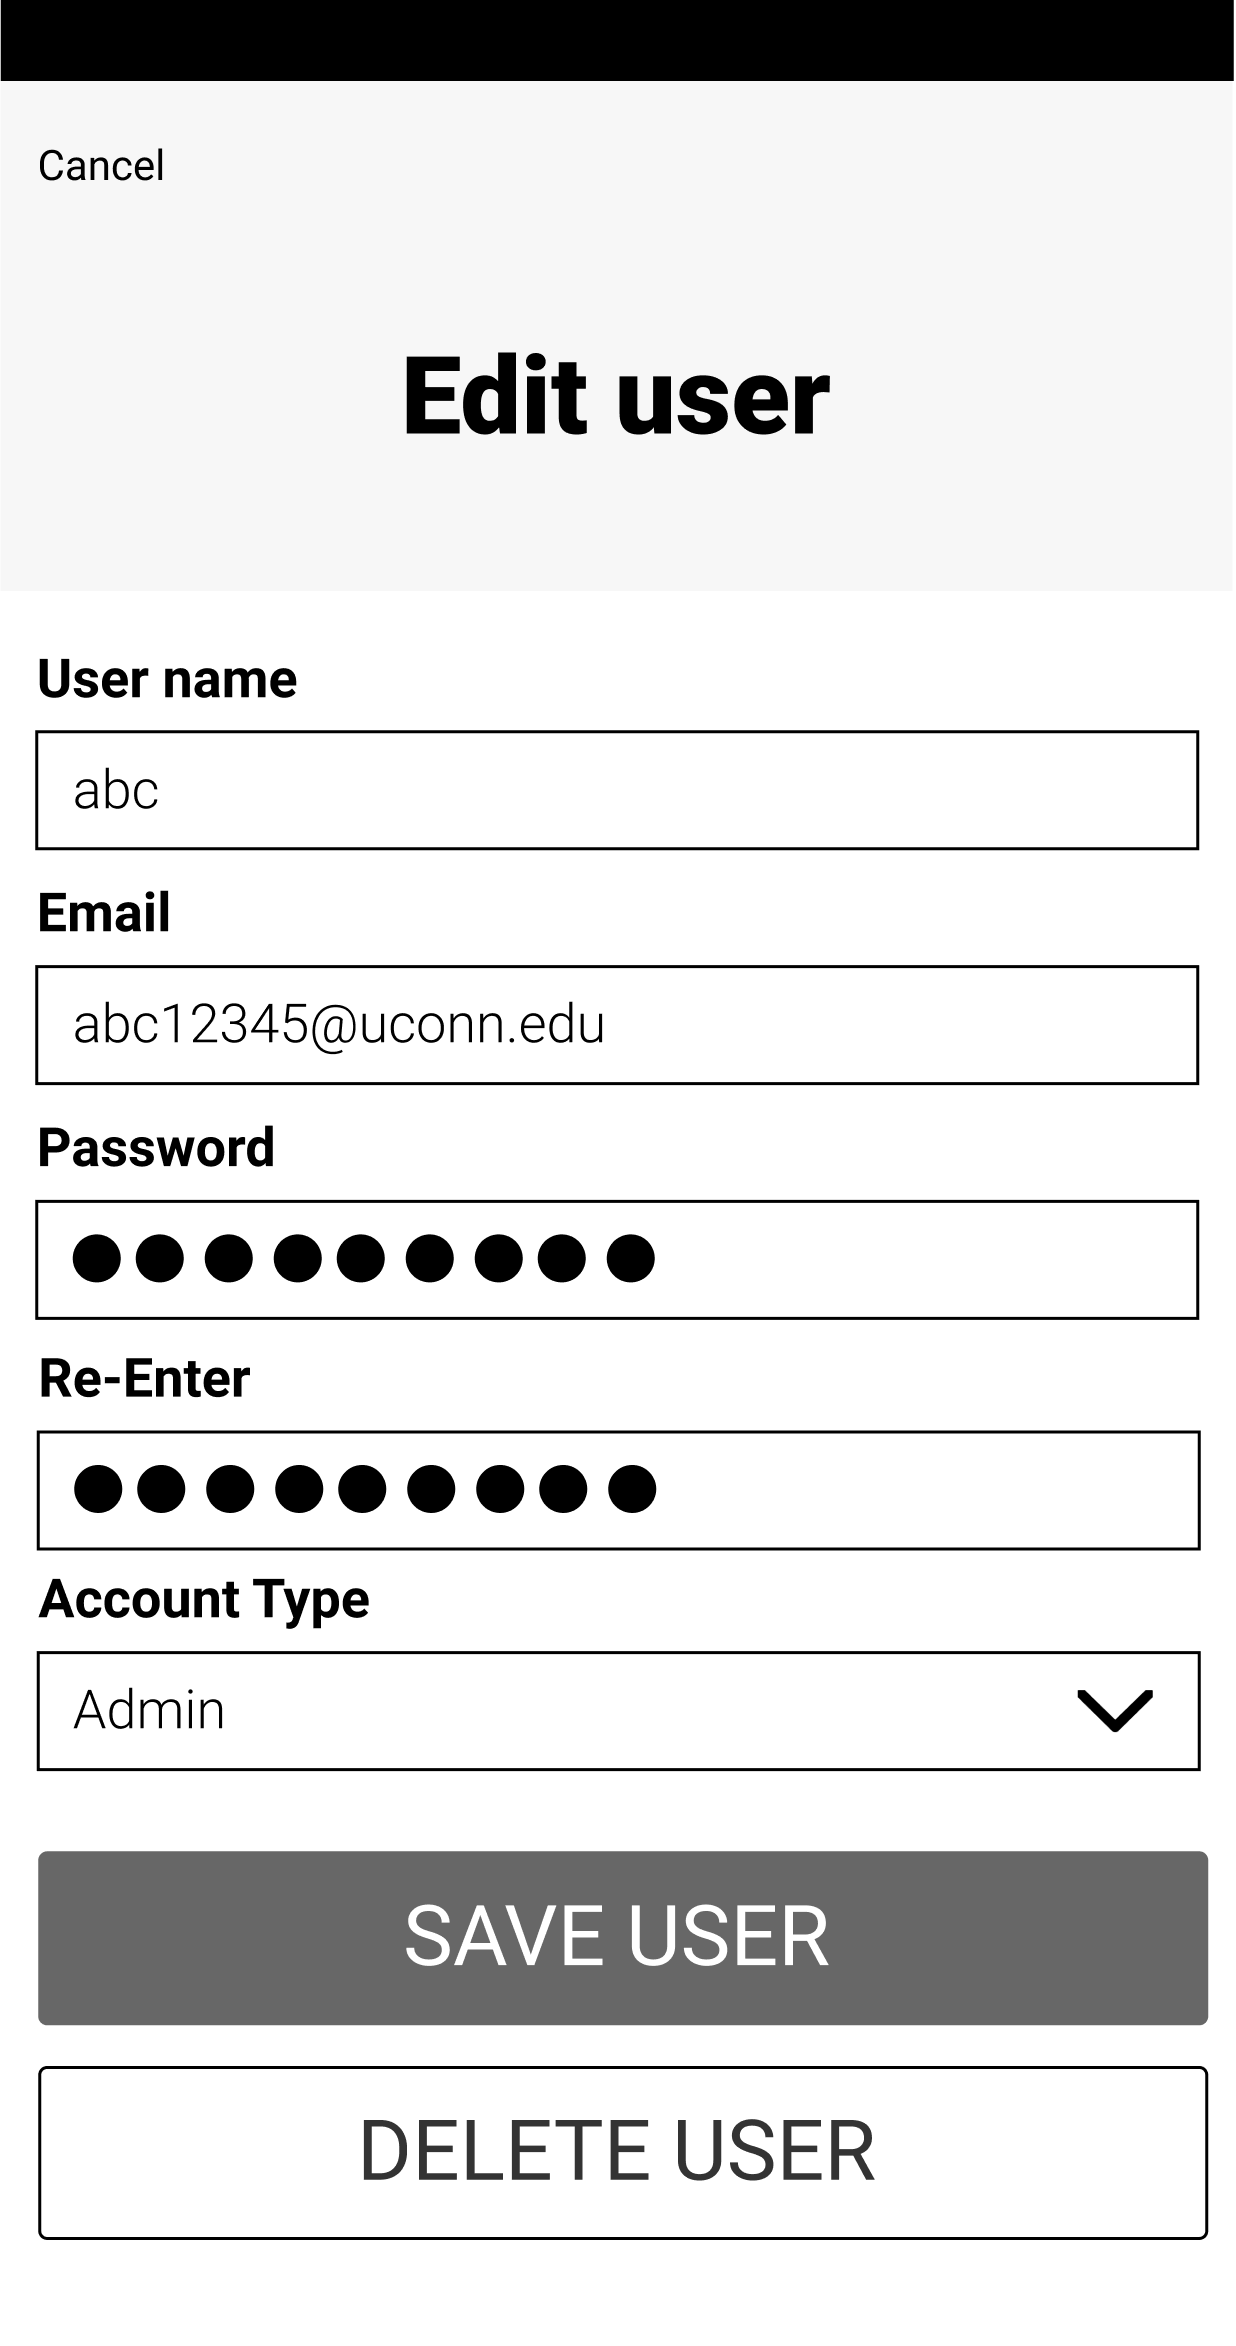 Cancel
Edit user
User name
abc
Email
abc12345@uconn.edu
Password
●●●●●●●●●
Re-Enter
●●●●●●●●●
Account Type
Admin
SAVE USER
DELETE USER